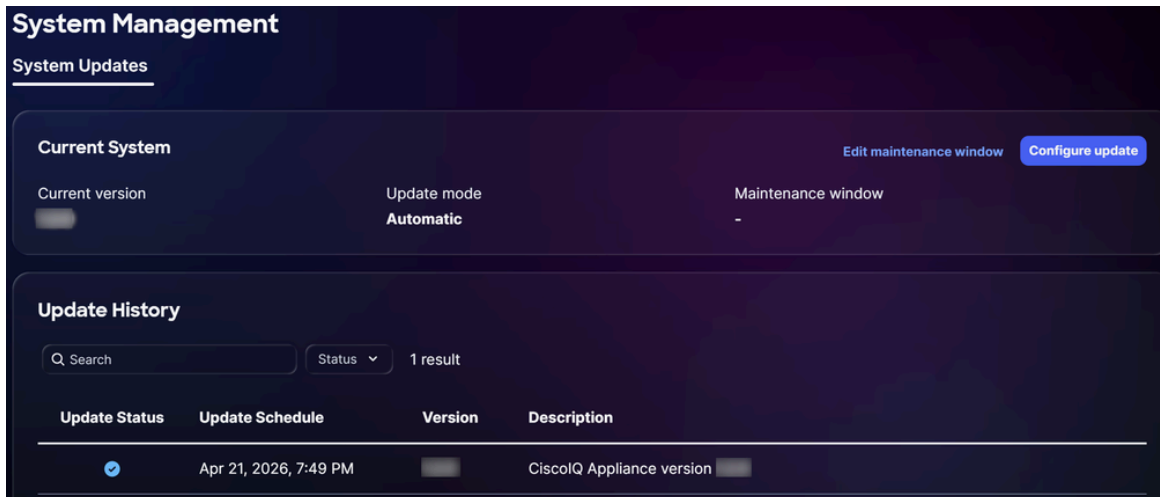 System Management
System Updates
Current System
Edit maintenance window
Configure update
Current version
Update mode
Maintenance window
Automatic
-
Update History
Search
Status
1 result
Update Status
Update Schedule
Version
Description
Apr 21, 2026, 7:49 PM
CiscoIQ Appliance version